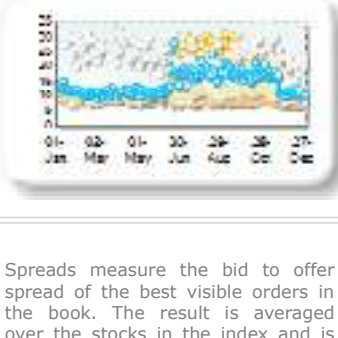 01- 02- 01- 30- 29- 28- 27-
Jan Mar May Jun Aug Oct Dec
Spreads measure the bid to offer
spread of the best visible orders in
the book. The result is averaged
over the stocks in the index and is